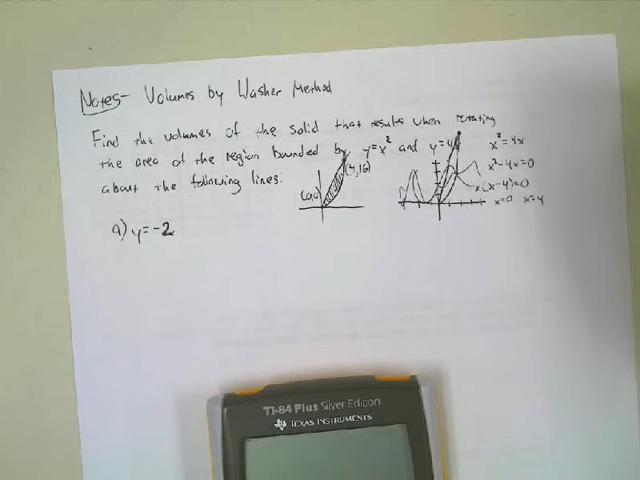 Notes- Volumes by Washer Method
Find the volumes of the solid that results when rotating
the area of the region bounded by y=x² and y=4x
about the following lines:
(0,0)
(4,16)
x²=4x
x²-4x=0
x(x-4)=0
x=0 x=4
a) y=-2
TI-84 Plus Silver Edition
TEXAS INSTRUMENTS